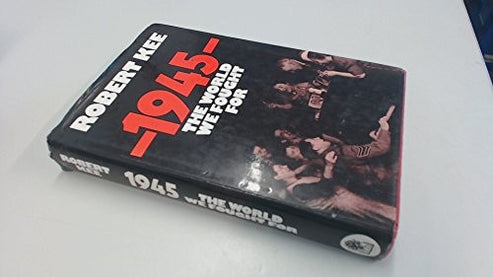 ROBERT KEE
-1945-
THE WORLD
WE FOUGHT
FOR
ROBERT
KEE
1945
THE WORLD
WE FOUGHT FOR